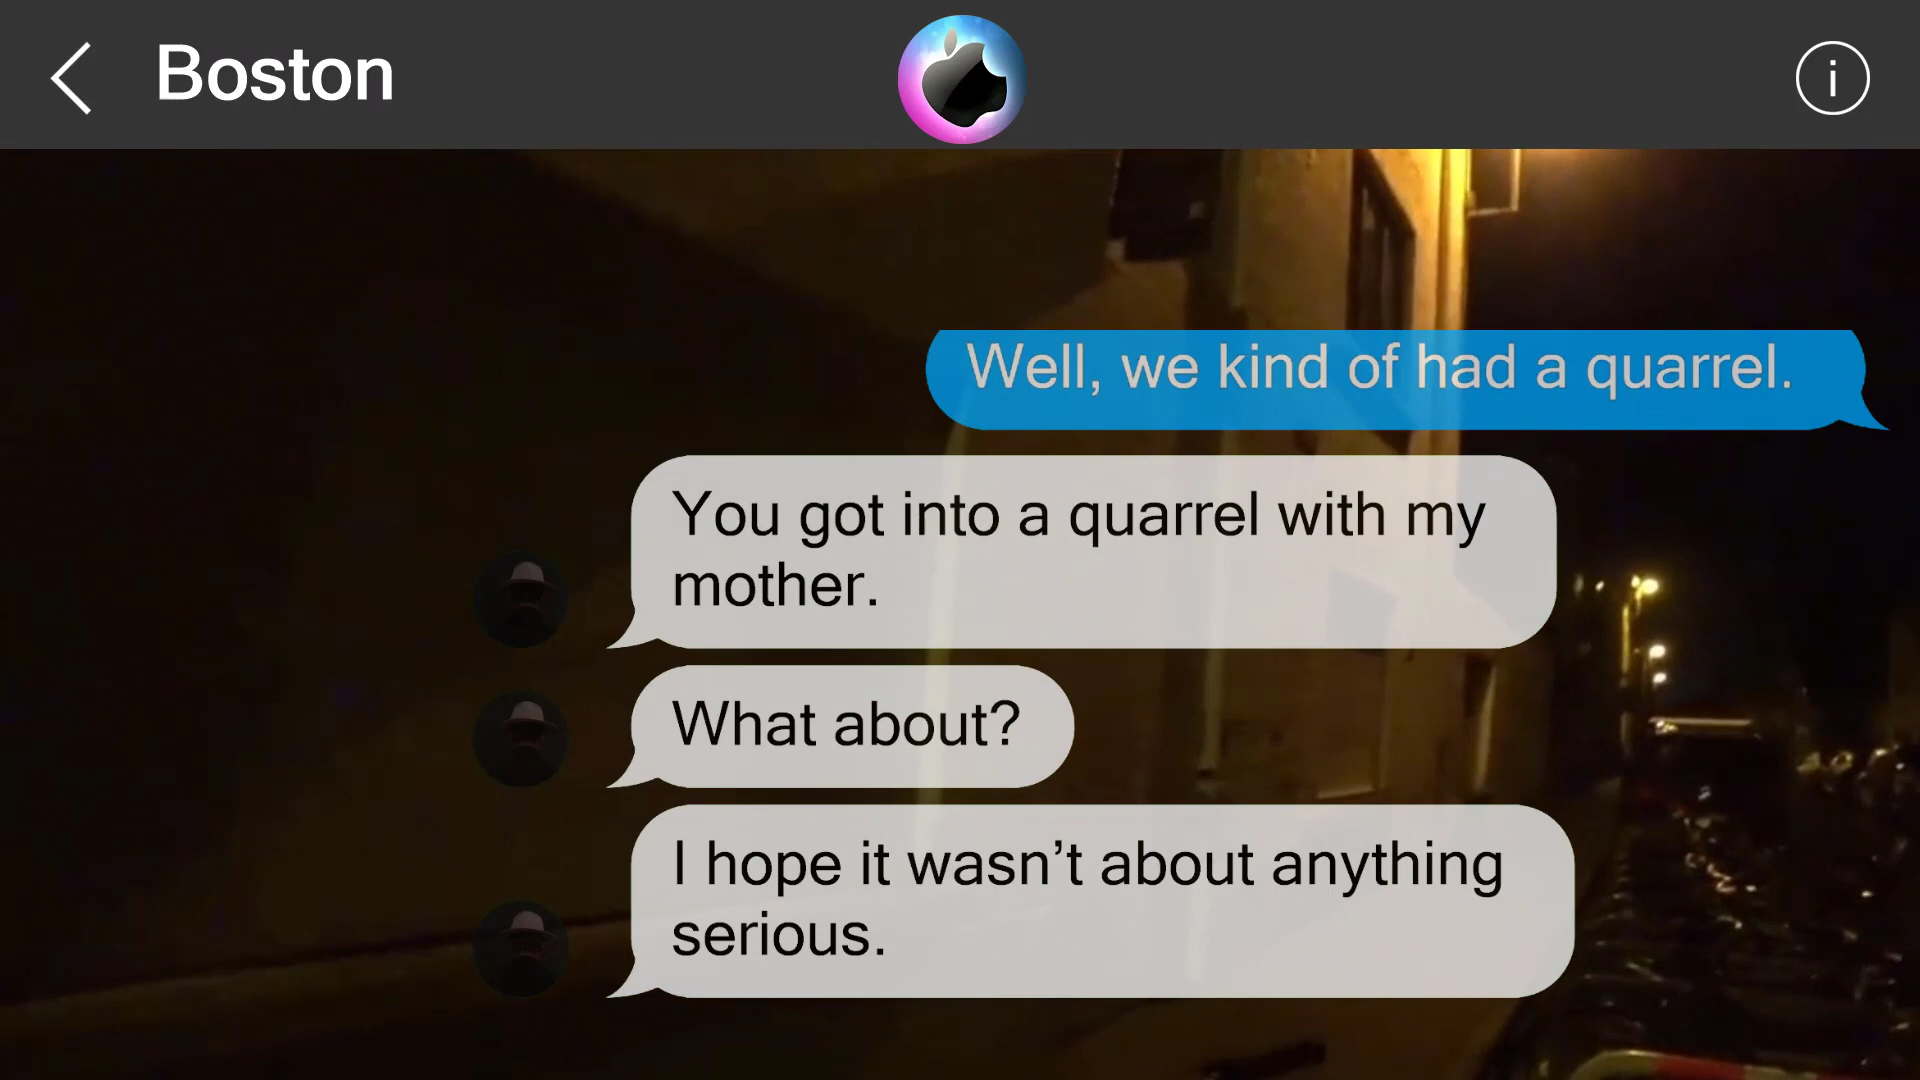 Boston
Well, we kind of had a quarrel.
You got into a quarrel with my
mother.
What about?
I hope it wasn’t about anything
serious.